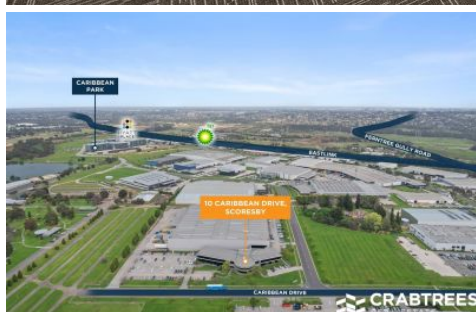 CARIBBEAN
PARK
EASTLINK
FERNTREE GULLY ROAD
10 CARIBBEAN DRIVE,
SCORESBY
CARIBBEAN DRIVE
CRABTREES